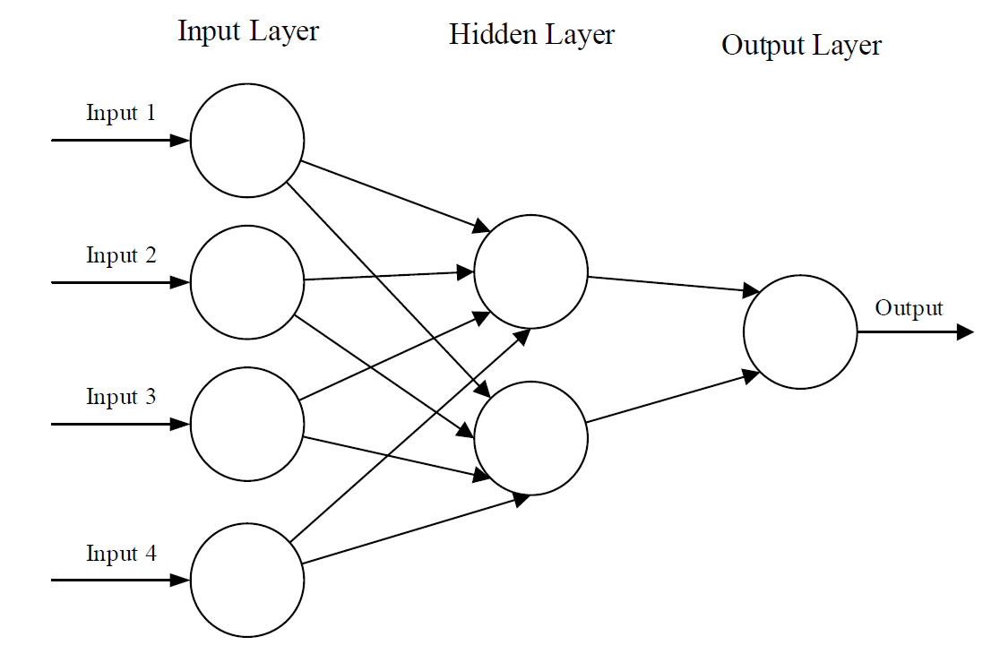 Input Layer
Hidden Layer
Output Layer
Input 1
Input 2
Input 3
Input 4
Output